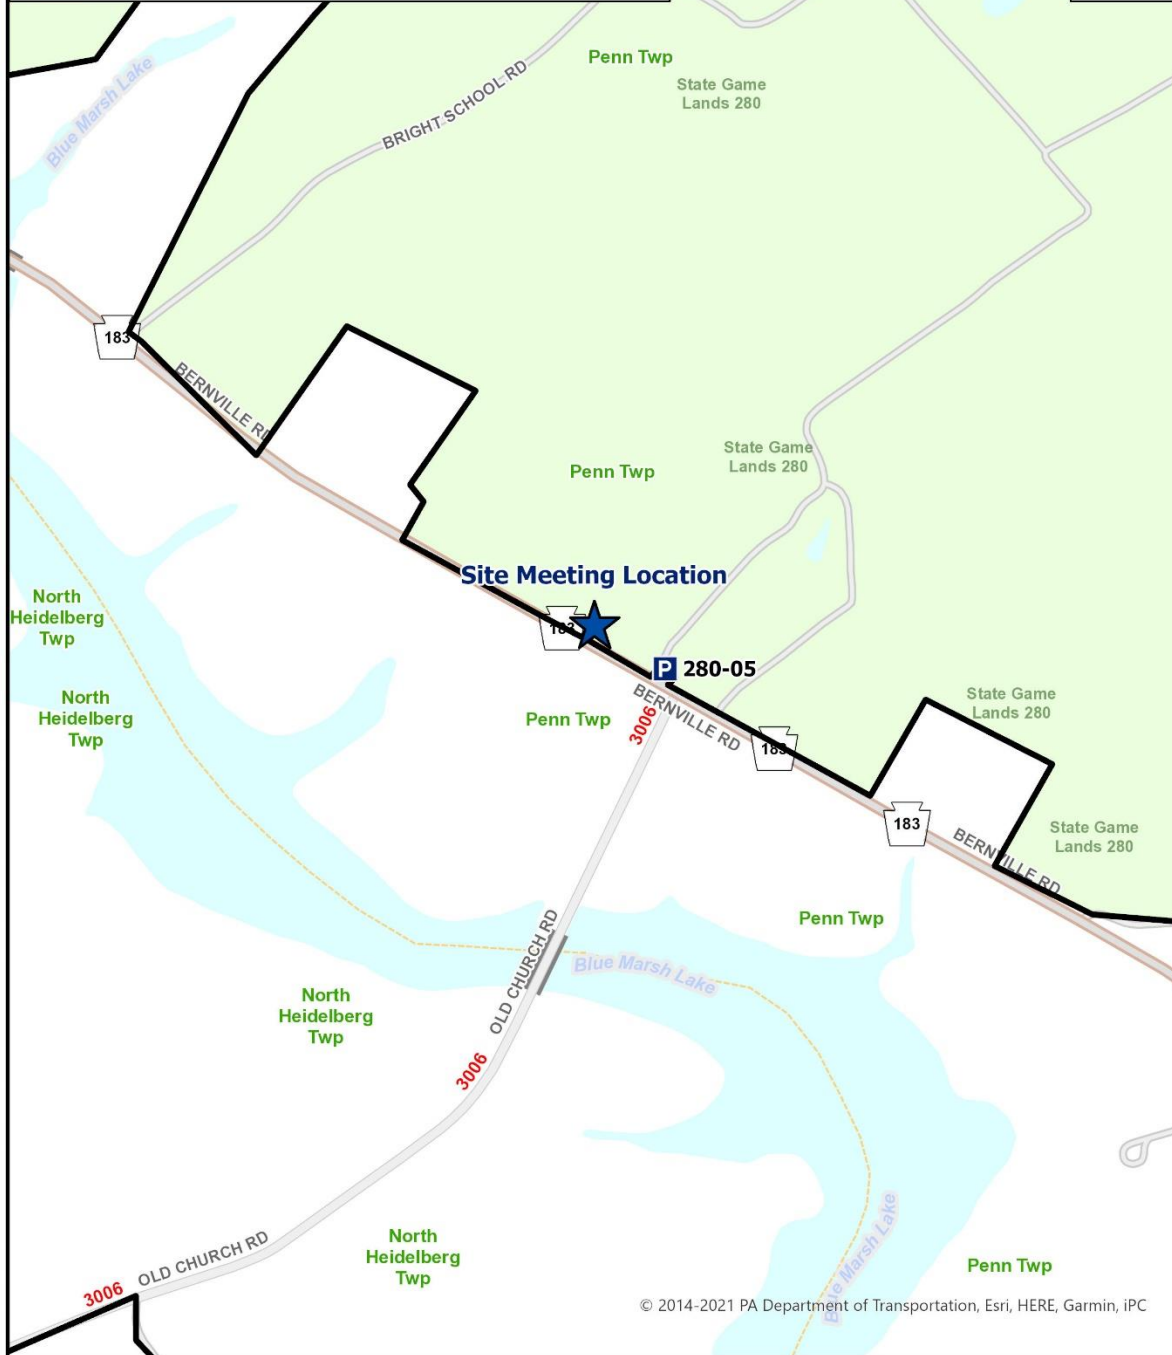 Penn Twp
State Game
Lands 280
Blue Marsh Lake
BRIGHT SCHOOL RD
183
BERNVILLE RD
State Game
Lands 280
Penn Twp
Site Meeting Location
North
Heidelberg
Twp
183
P 280-05
North
Heidelberg
Twp
Penn Twp
3006
BERNVILLE RD
State Game
Lands 280
183
183
State Game
Lands 280
BERNVILLE RD
Penn Twp
OLD CHURCH RD
Blue Marsh Lake
North
Heidelberg
Twp
3006
Blue Marsh Lake
OLD CHURCH RD
North
Heidelberg
Twp
Penn Twp
3006
© 2014-2021 PA Department of Transportation, Esri, HERE, Garmin, iPC